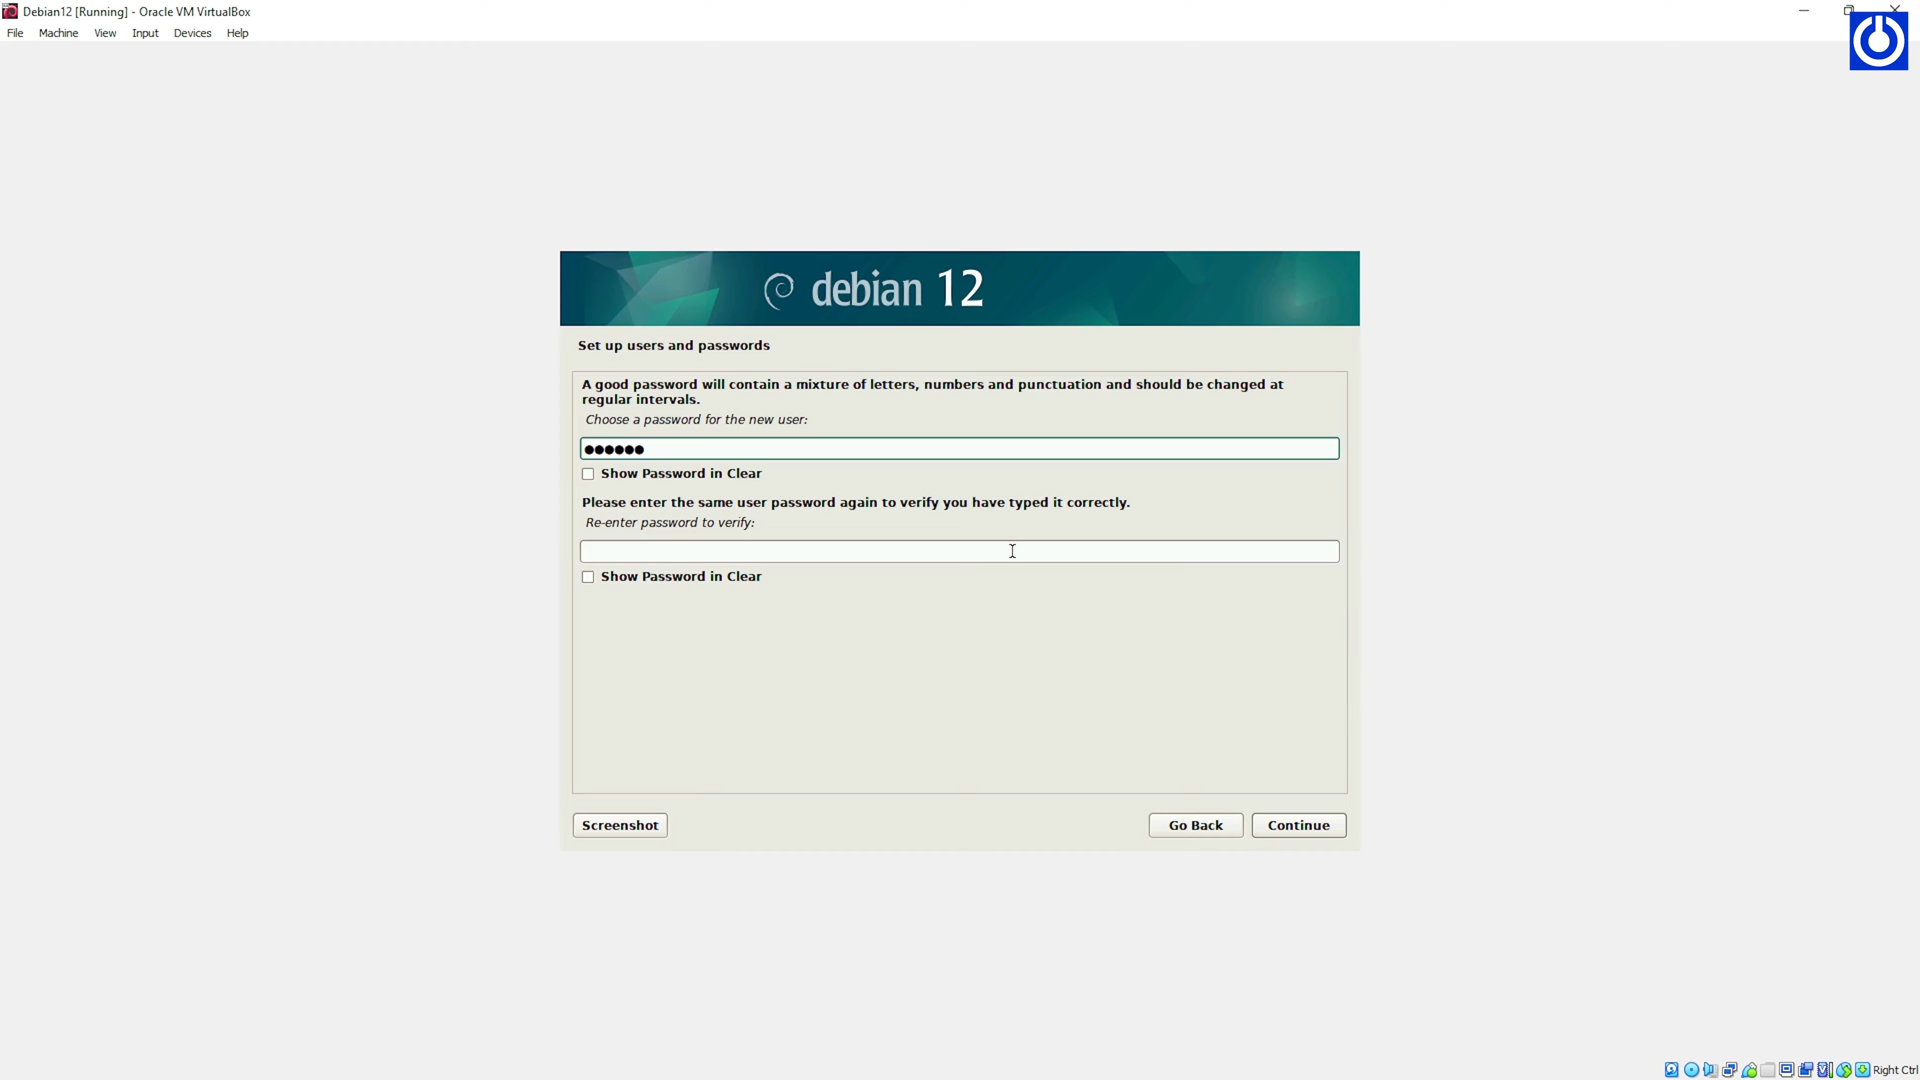 Debian12 [Running] - Oracle VM VirtualBox
File Machine View Input Devices Help
debian 12
Set up users and passwords
A good password will contain a mixture of letters, numbers and punctuation and should be changed at
regular intervals.
Choose a password for the new user:
●●●●●●
Show Password in Clear
Please enter the same user password again to verify you have typed it correctly.
Re-enter password to verify:
Show Password in Clear
Screenshot Go Back Continue
Right Ctrl